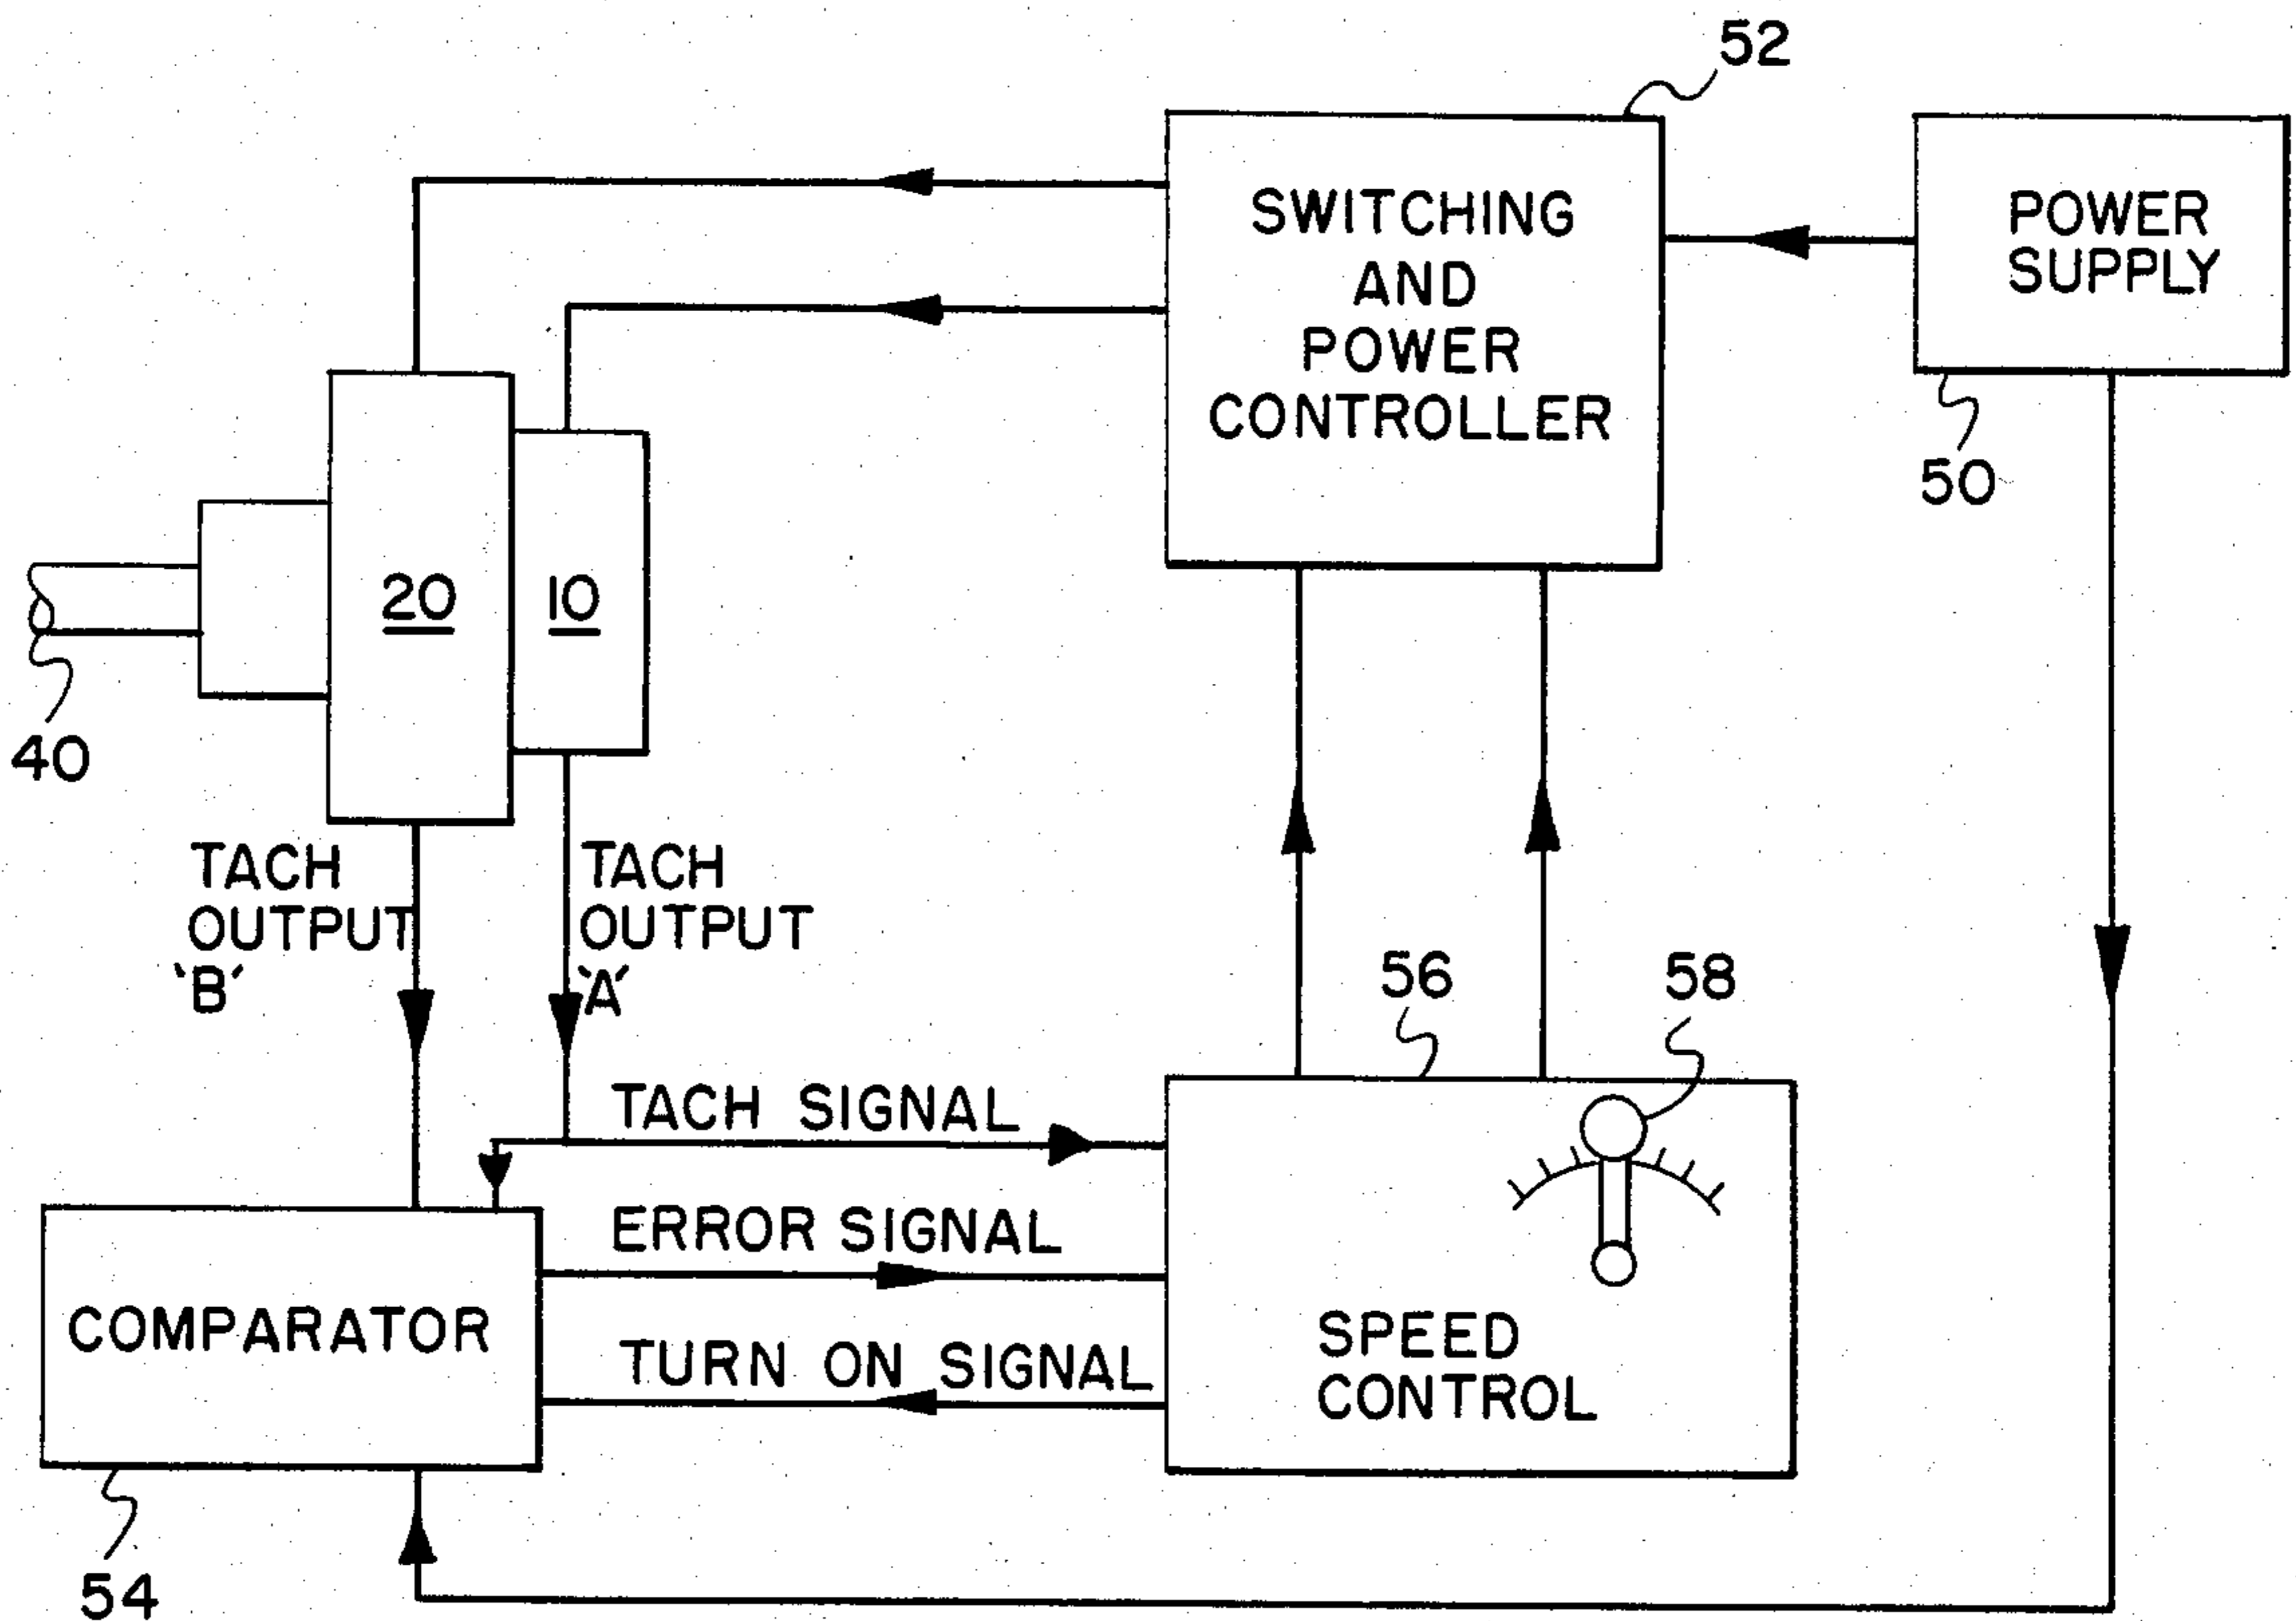 52
SWITCHING
AND
POWER
CONTROLLER
POWER
SUPPLY
50
20
10
40
TACH
OUTPUT
'B'
TACH
OUTPUT
'A'
56
58
TACH SIGNAL
ERROR SIGNAL
TURN ON SIGNAL
COMPARATOR
SPEED
CONTROL
54